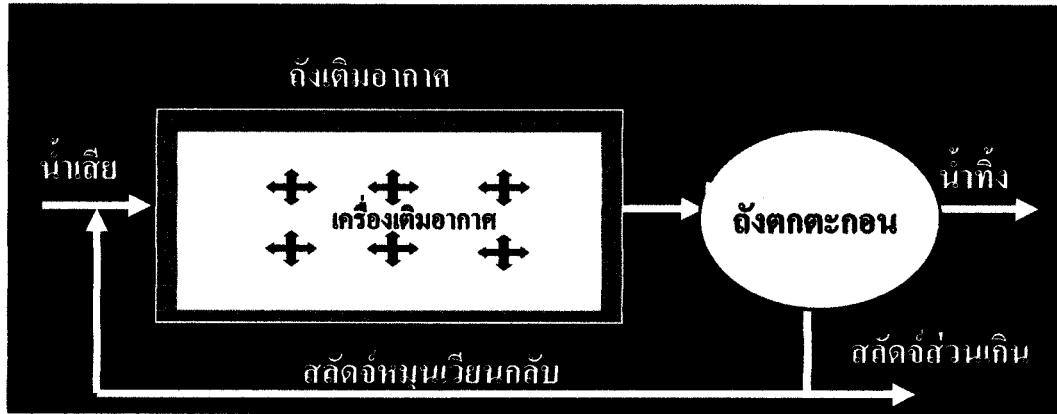 ถังเติมอากาศ
น้ำเสีย
เครื่องเติมอากาศ
ถังตกตะกอน
น้ำทิ้ง
สลัดจ์หมุนเวียนกลับ
สลัดจ์ส่วนเกิน